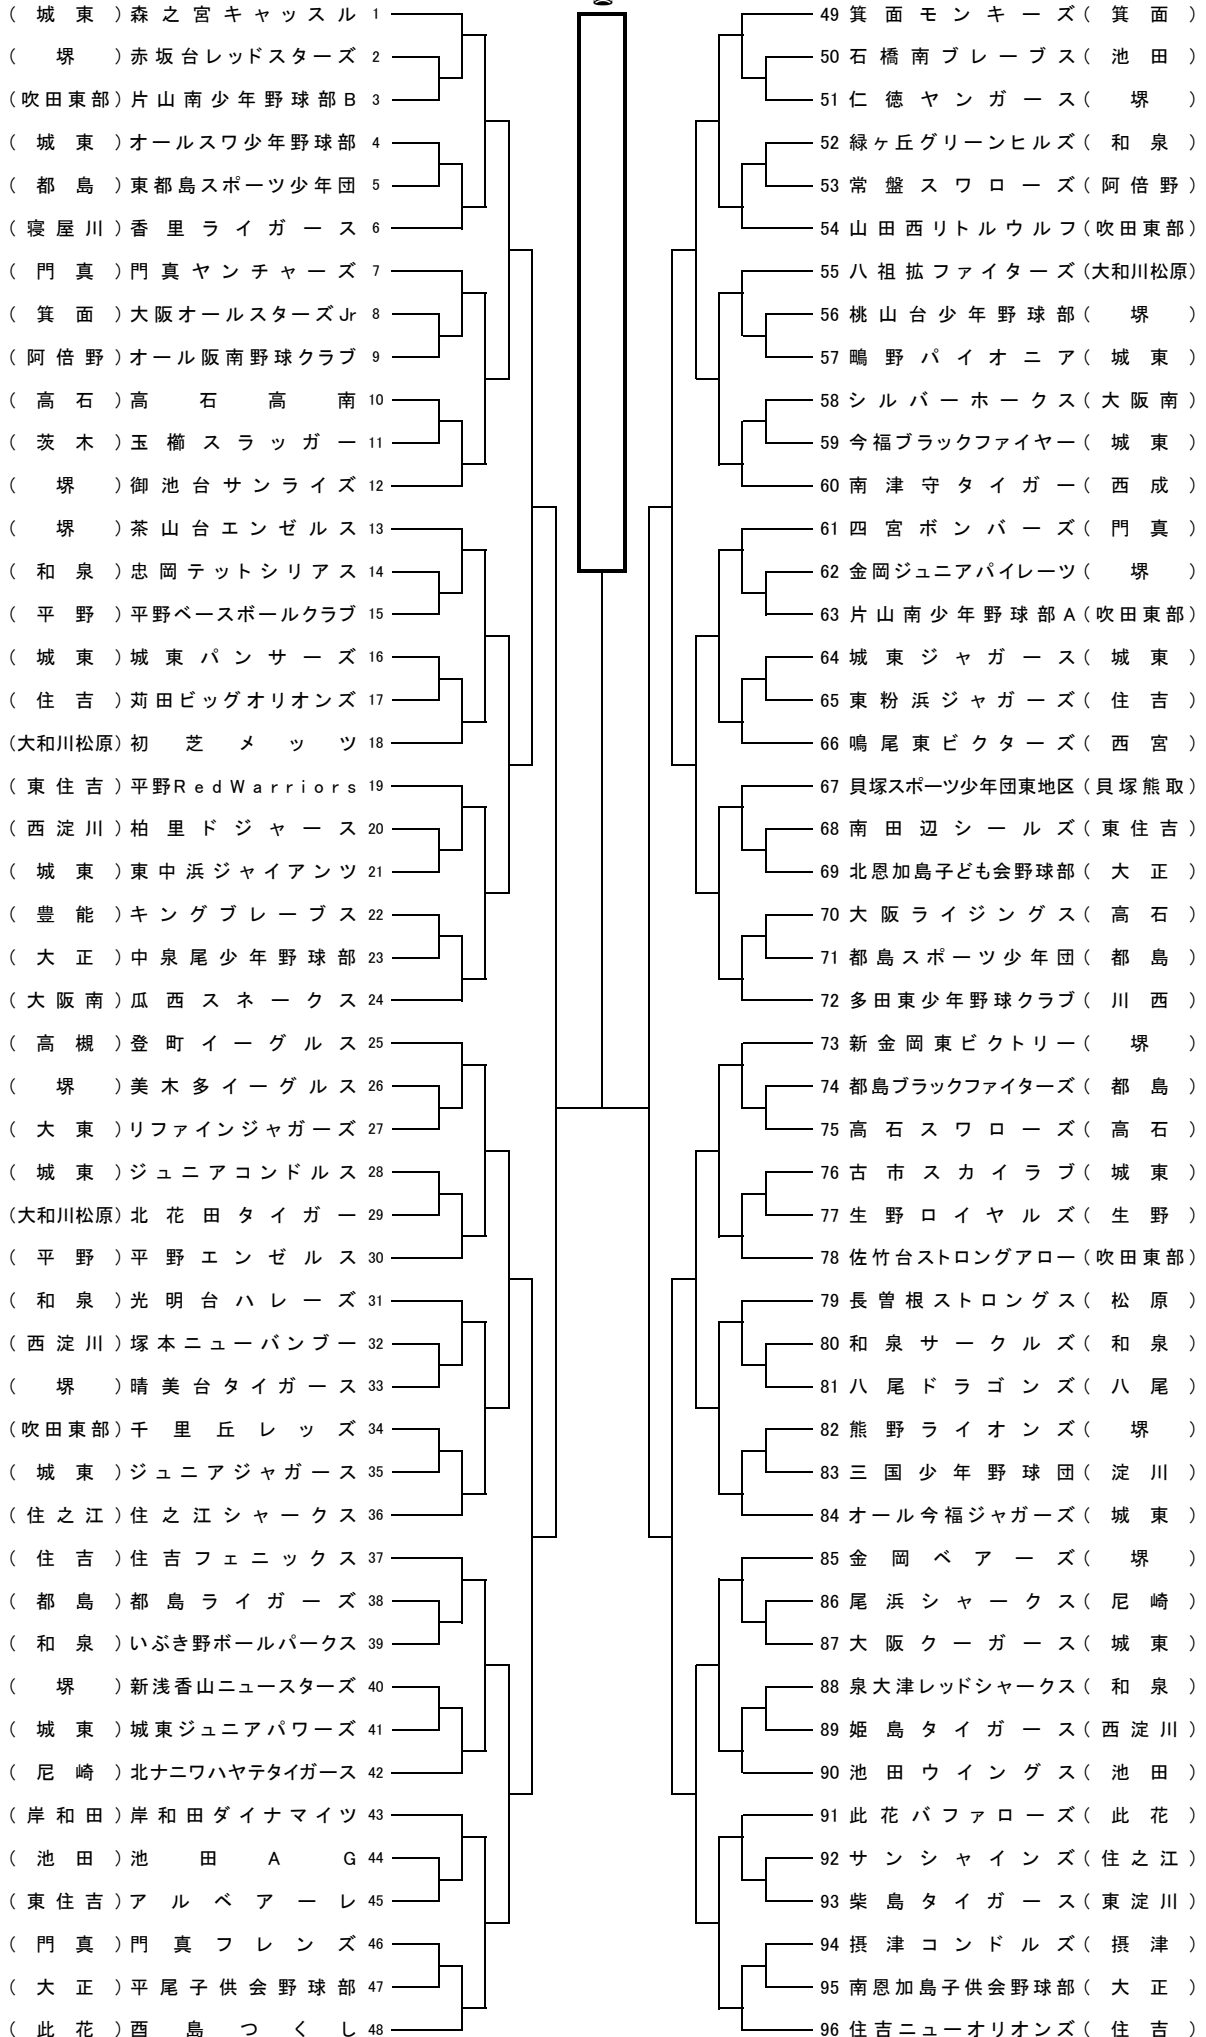 (城東)森之宮キャッスル 1
(堺)赤坂台レッドスターズ 2
(吹田東部)片山南少年野球部B 3
(城東)オールスワ少年野球部 4
(都島)東都島スポーツ少年団 5
(寝屋川)香里ライガース 6
(門真)門真ヤンチャーズ 7
(箕面)大阪オールスターズJr 8
(阿倍野)オール阪南野球クラブ 9
(高石)高石高南 10
(茨木)玉櫛スラッガー 11
(堺)御池台サンライズ 12
(堺)茶山台エンゼルス 13
(和泉)忠岡テットシリアス 14
(平野)平野ベースボールクラブ 15
(城東)城東パンサーズ 16
(住吉)苅田ビッグオリオンズ 17
(大和川松原)初芝メッツ 18
(東住吉)平野RedWarriors 19
(西淀川)柏里ドジャース 20
(城東)東中浜ジャイアンツ 21
(豊能)キングブレーブス 22
(大正)中泉尾少年野球部 23
(大阪南)瓜西スネークス 24
(高槻)登町イーグルス 25
(堺)美木多イーグルス 26
(大東)リファインジャガーズ 27
(城東)ジュニアコンドルス 28
(大和川松原)北花田タイガー 29
(平野)平野エンゼルス 30
(和泉)光明台ハレーズ 31
(西淀川)塚本ニューバンブー 32
(堺)晴美台タイガース 33
(吹田東部)千里丘レッズ 34
(城東)ジュニアジャガース 35
(住之江)住之江シャークス 36
(住吉)住吉フェニックス 37
(都島)都島ライガーズ 38
(和泉)いぶき野ボールパークス 39
(堺)新浅香山ニュースターズ 40
(城東)城東ジュニアパワーズ 41
(尼崎)北ナニワハヤテタイガース 42
(岸和田)岸和田ダイナマイツ 43
(池田)池田AG 44
(東住吉)アルベアーレ 45
(門真)門真フレンズ 46
(大正)平尾子供会野球部 47
(此花)酉島つくし 48
49 箕面モンキーズ(箕面)
50 石橋南ブレーブス(池田)
51 仁徳ヤンガース(堺)
52 緑ヶ丘グリーンヒルズ(和泉)
53 常盤スワローズ(阿倍野)
54 山田西リトルウルフ(吹田東部)
55 八祖拡ファイターズ(大和川松原)
56 桃山台少年野球部(堺)
57 鴫野パイオニア(城東)
58 シルバーホークス(大阪南)
59 今福ブラックファイヤー(城東)
60 南津守タイガー(西成)
61 四宮ボンバーズ(門真)
62 金岡ジュニアパイレーツ(堺)
63 片山南少年野球部A(吹田東部)
64 城東ジャガース(城東)
65 東粉浜ジャガーズ(住吉)
66 鳴尾東ビクターズ(西宮)
67 貝塚スポーツ少年団東地区(貝塚熊取)
68 南田辺シールズ(東住吉)
69 北恩加島子ども会野球部(大正)
70 大阪ライジングス(高石)
71 都島スポーツ少年団(都島)
72 多田東少年野球クラブ(川西)
73 新金岡東ビクトリー(堺)
74 都島ブラックファイターズ(都島)
75 高石スワローズ(高石)
76 古市スカイラブ(城東)
77 生野ロイヤルズ(生野)
78 佐竹台ストロングアロー(吹田東部)
79 長曽根ストロングス(松原)
80 和泉サークルズ(和泉)
81 八尾ドラゴンズ(八尾)
82 熊野ライオンズ(堺)
83 三国少年野球団(淀川)
84 オール今福ジャガーズ(城東)
85 金岡ベアーズ(堺)
86 尾浜シャークス(尼崎)
87 大阪クーガース(城東)
88 泉大津レッドシャークス(和泉)
89 姫島タイガース(西淀川)
90 池田ウイングス(池田)
91 此花バファローズ(此花)
92 サンシャインズ(住之江)
93 柴島タイガース(東淀川)
94 摂津コンドルズ(摂津)
95 南恩加島子供会野球部(大正)
96 住吉ニューオリオンズ(住吉)